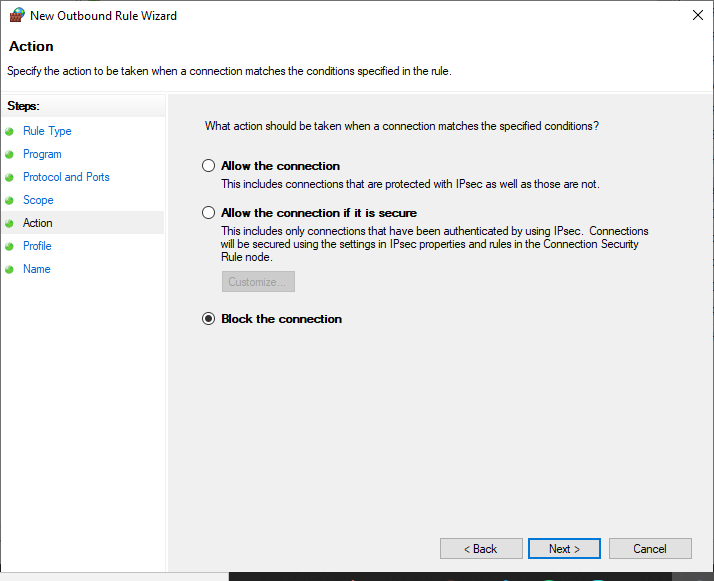 New Outbound Rule Wizard
Action
Specify the action to be taken when a connection matches the conditions specified in the rule.
Steps:
Rule Type
Program
Protocol and Ports
Scope
Action
Profile
Name
What action should be taken when a connection matches the specified conditions?
Allow the connection
This includes connections that are protected with IPsec as well as those are not.
Allow the connection if it is secure
This includes only connections that have been authenticated by using IPsec. Connections
will be secured using the settings in IPsec properties and rules in the Connection Security
Rule node.
Customize...
Block the connection
< Back
Next >
Cancel